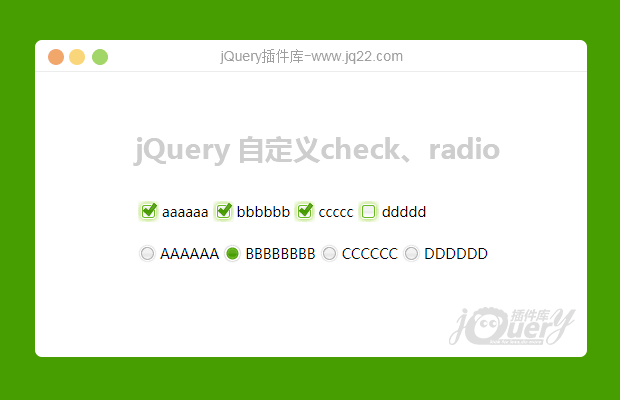 jQuery插件库-www.jq22.com
jQuery 自定义check、radio
aaaaaa bbbbbb ccccc ddddd
AAAAAA BBBBBBBB CCCCCC DDDDDD
jQuery 插件库